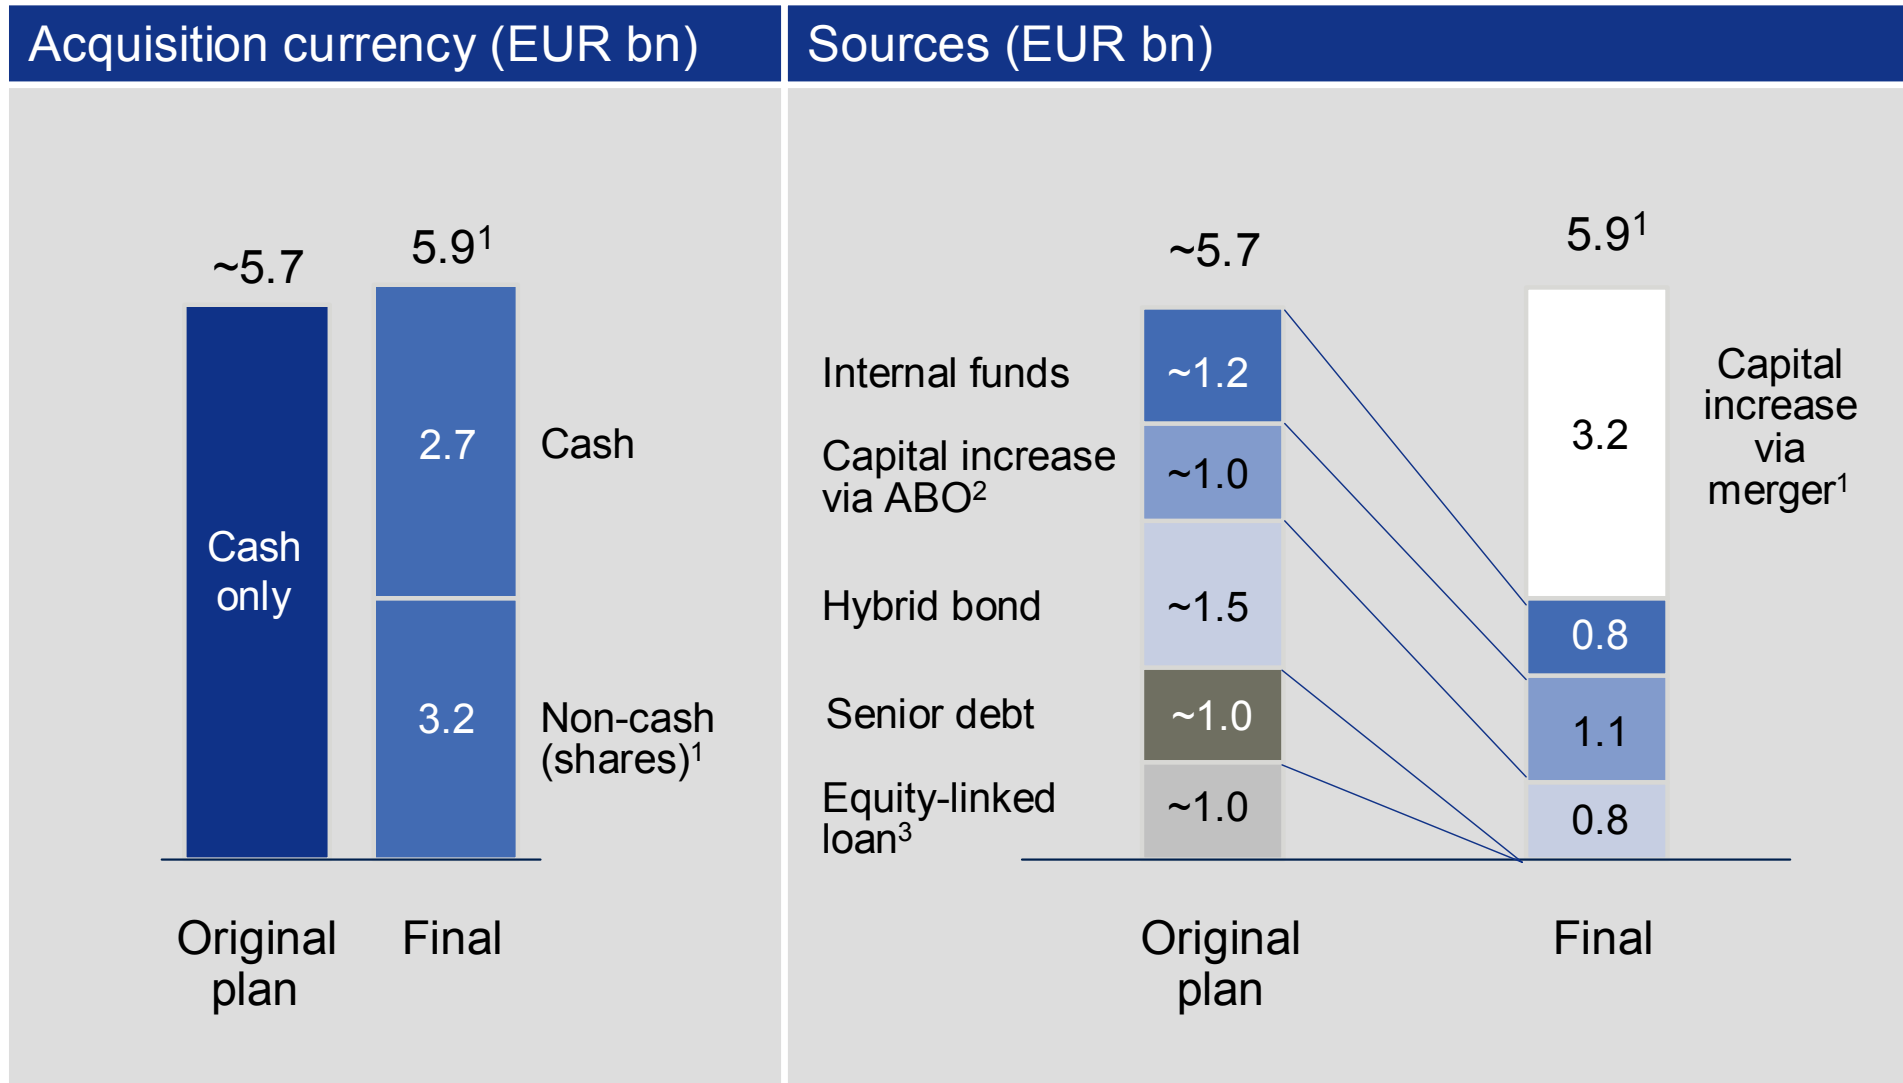 Acquisition currency (EUR bn)
~5.7
5.9¹
Cash
only
2.7
Cash
3.2
Non-cash
(shares)¹
Original
plan
Final
Sources (EUR bn)
~5.7
5.9¹
Internal funds
~1.2
Capital increase
via ABO²
~1.0
Hybrid bond
~1.5
Senior debt
~1.0
Equity-linked
loan³
~1.0
3.2
Capital
increase
via
merger¹
0.8
1.1
0.8
Original
plan
Final